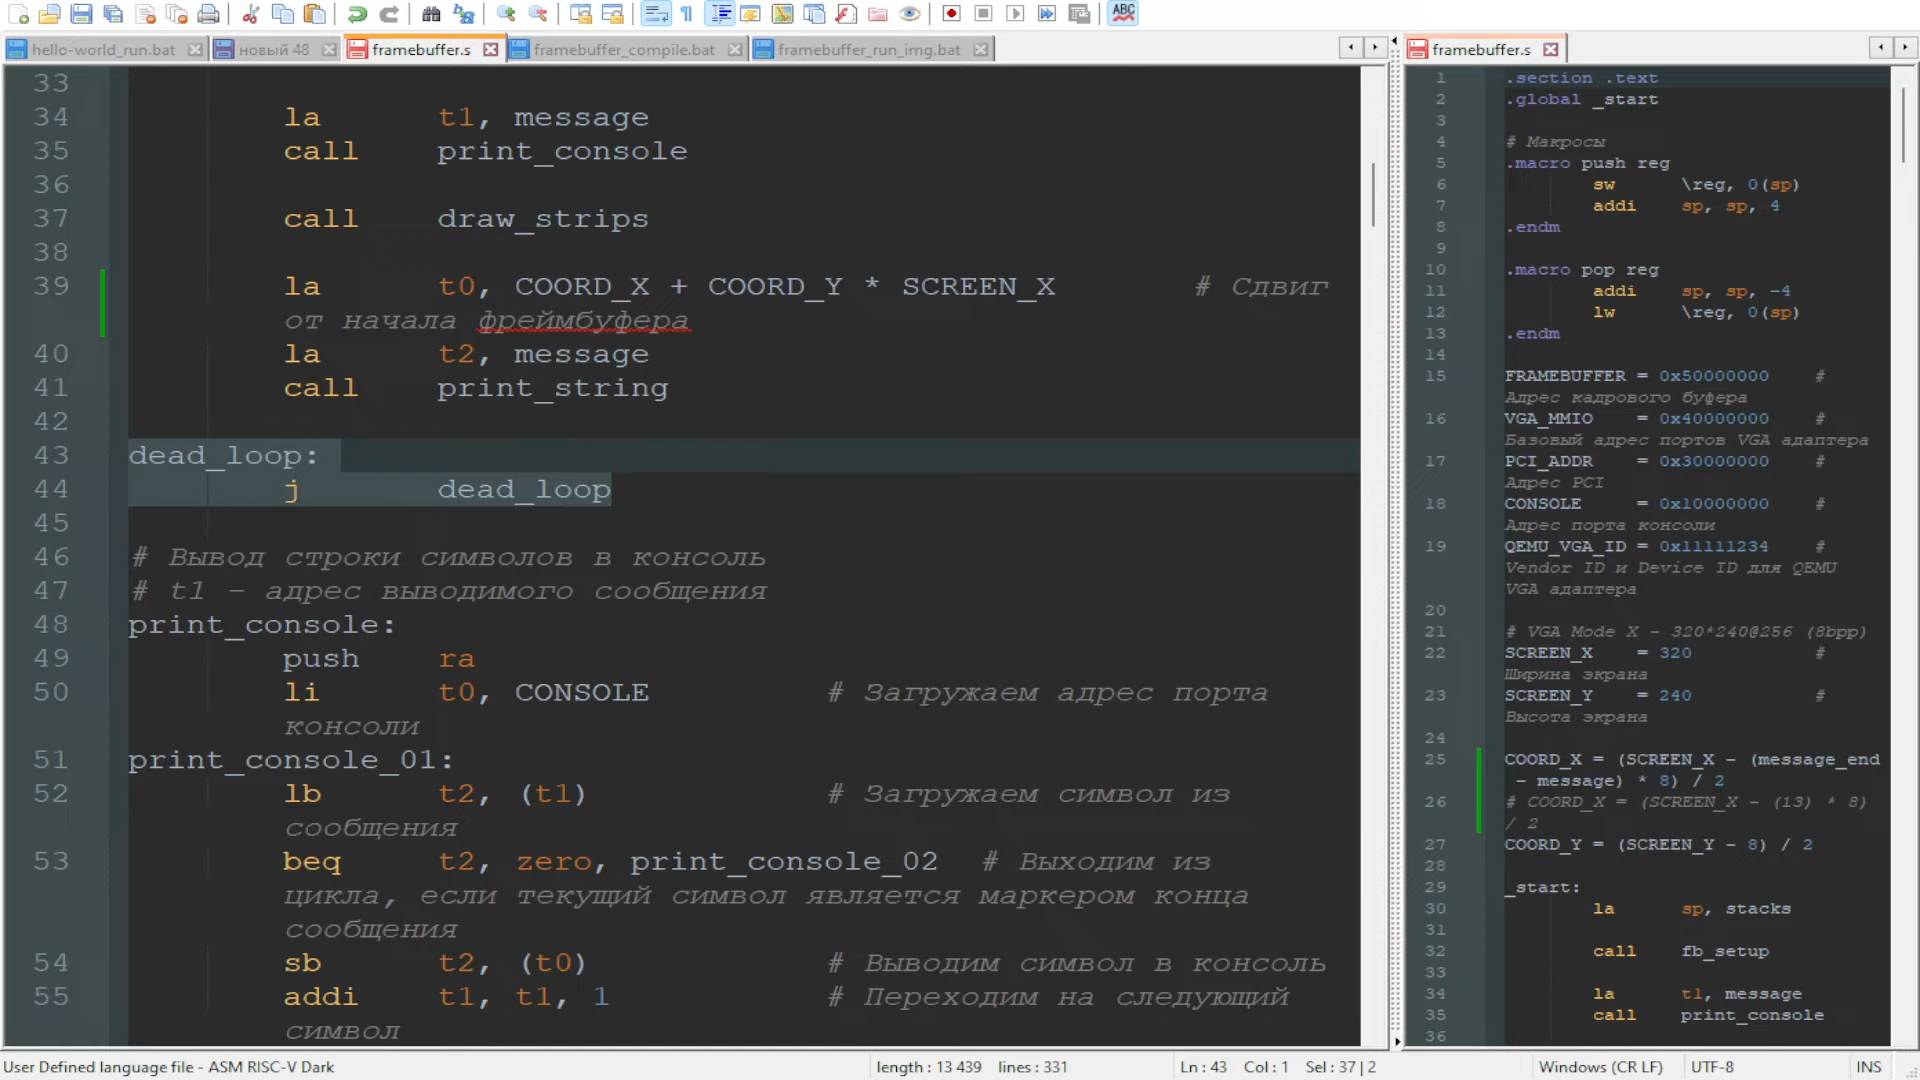 hello-world_run.bat
новый 48
framebuffer.s
framebuffer_compile.bat
framebuffer_run_img.bat
framebuffer.s
33
34 la t1, message
35 call print_console
36
37 call draw_strips
38
39 la t0, COORD_X + COORD_Y * SCREEN_X # Сдвиг
от начала фреймбуфера
40 la t2, message
41 call print_string
42
43 dead_loop:
44 j dead_loop
45
46 # Вывод строки символов в консоль
47 # t1 - адрес выводимого сообщения
48 print_console:
49 push ra
50 li t0, CONSOLE # Загружаем адрес порта
консоли
51 print_console_01:
52 lb t2, (t1) # Загружаем символ из
сообщения
53 beq t2, zero, print_console_02 # Выходим из
цикла, если текущий символ является маркером конца
сообщения
54 sb t2, (t0) # Выводим символ в консоль
55 addi t1, t1, 1 # Переходим на следующий
символ
1 .section .text
2 .global _start
3
4 # Макросы
5 .macro push reg
6 sw \reg, 0(sp)
7 addi sp, sp, 4
8 .endm
9
10 .macro pop reg
11 addi sp, sp, -4
12 lw \reg, 0(sp)
13 .endm
14
15 FRAMEBUFFER = 0x50000000 #
Адрес кадрового буфера
16 VGA_MMIO = 0x40000000 #
Базовый адрес портов VGA адаптера
17 PCI_ADDR = 0x30000000 #
Адрес PCI
18 CONSOLE = 0x10000000 #
Адрес порта консоли
19 QEMU_VGA_ID = 0x11111234 #
Vendor ID и Device ID для QEMU
VGA адаптера
20
21 # VGA Mode X - 320*240@256 (8bpp)
22 SCREEN_X = 320 #
Ширина экрана
23 SCREEN_Y = 240 #
Высота экрана
24
25 COORD_X = (SCREEN_X - (message_end
- message) * 8) / 2
26 # COORD_X = (SCREEN_X - (13) * 8)
/ 2
27 COORD_Y = (SCREEN_Y - 8) / 2
28
29 _start:
30 la sp, stacks
31
32 call fb_setup
33
34 la t1, message
35 call print_console
36
User Defined language file - ASM RISC-V Dark
length : 13 439 lines : 331
Ln : 43 Col : 1 Sel : 37 | 2
Windows (CR LF)
UTF-8
INS